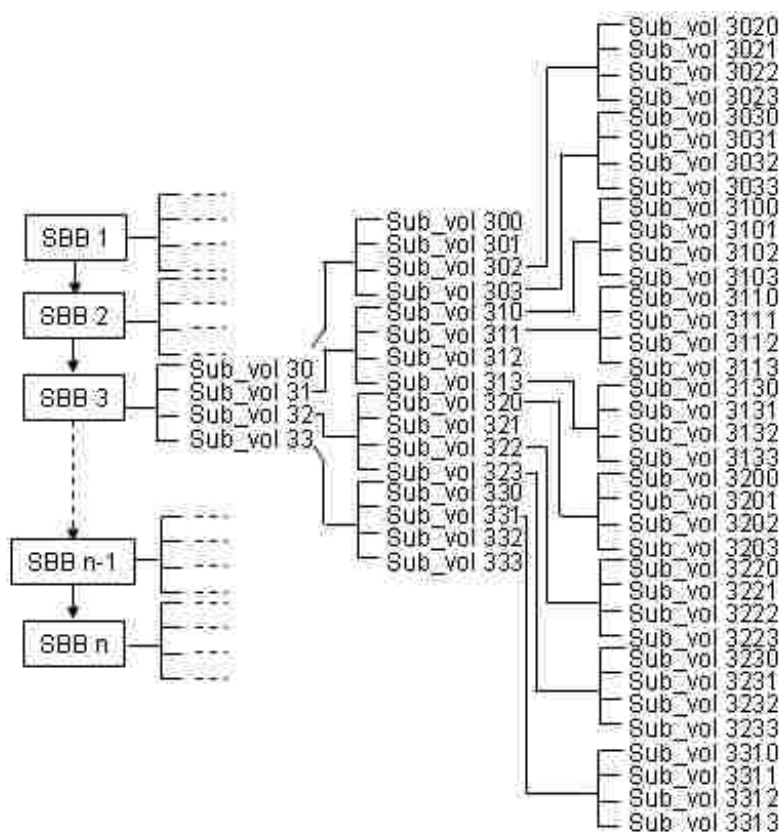 SBB 1
SBB 2
SBB 3
SBB n-1
SBB n
Sub_vol 30
Sub_vol 31
Sub_vol 32
Sub_vol 33
Sub_vol 300
Sub_vol 301
Sub_vol 302
Sub_vol 303
Sub_vol 310
Sub_vol 311
Sub_vol 312
Sub_vol 313
Sub_vol 320
Sub_vol 321
Sub_vol 322
Sub_vol 323
Sub_vol 330
Sub_vol 331
Sub_vol 332
Sub_vol 333
Sub_vol 3020
Sub_vol 3021
Sub_vol 3022
Sub_vol 3023
Sub_vol 3030
Sub_vol 3031
Sub_vol 3032
Sub_vol 3033
Sub_vol 3100
Sub_vol 3101
Sub_vol 3102
Sub_vol 3103
Sub_vol 3110
Sub_vol 3111
Sub_vol 3112
Sub_vol 3113
Sub_vol 3130
Sub_vol 3131
Sub_vol 3132
Sub_vol 3133
Sub_vol 3200
Sub_vol 3201
Sub_vol 3202
Sub_vol 3203
Sub_vol 3220
Sub_vol 3221
Sub_vol 3222
Sub_vol 3223
Sub_vol 3230
Sub_vol 3231
Sub_vol 3232
Sub_vol 3233
Sub_vol 3310
Sub_vol 3311
Sub_vol 3312
Sub_vol 3313